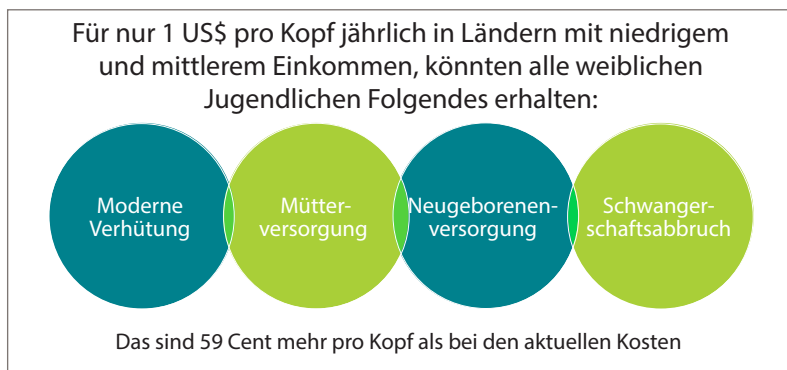 Für nur 1 US$ pro Kopf jährlich in Ländern mit niedrigem
und mittlerem Einkommen, könnten alle weiblichen
Jugendlichen Folgendes erhalten:
Moderne
Verhütung
Mütter-
versorgung
Neugeborenen-
versorgung
Schwanger-
schaftsabbruch
Das sind 59 Cent mehr pro Kopf als bei den aktuellen Kosten